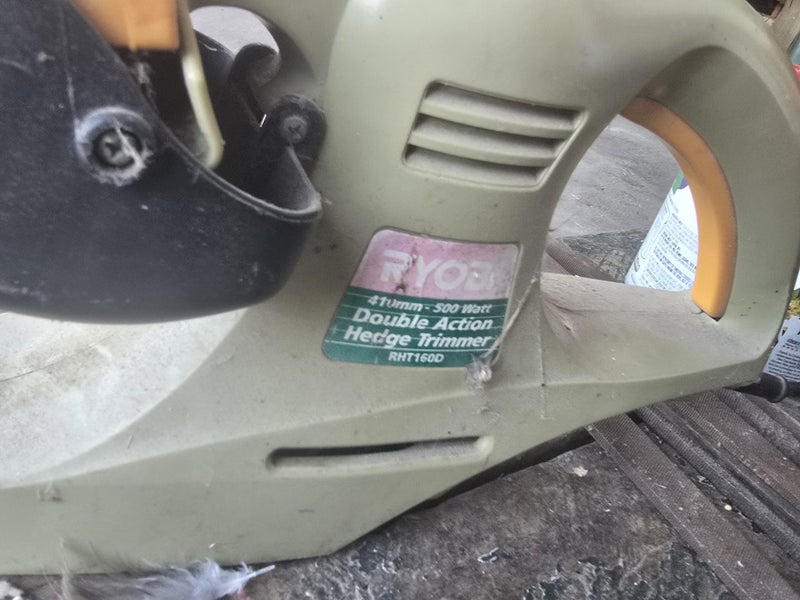 RYOBI
410mm - 500 Watt
Double Action
Hedge Trimmer
RHT160D